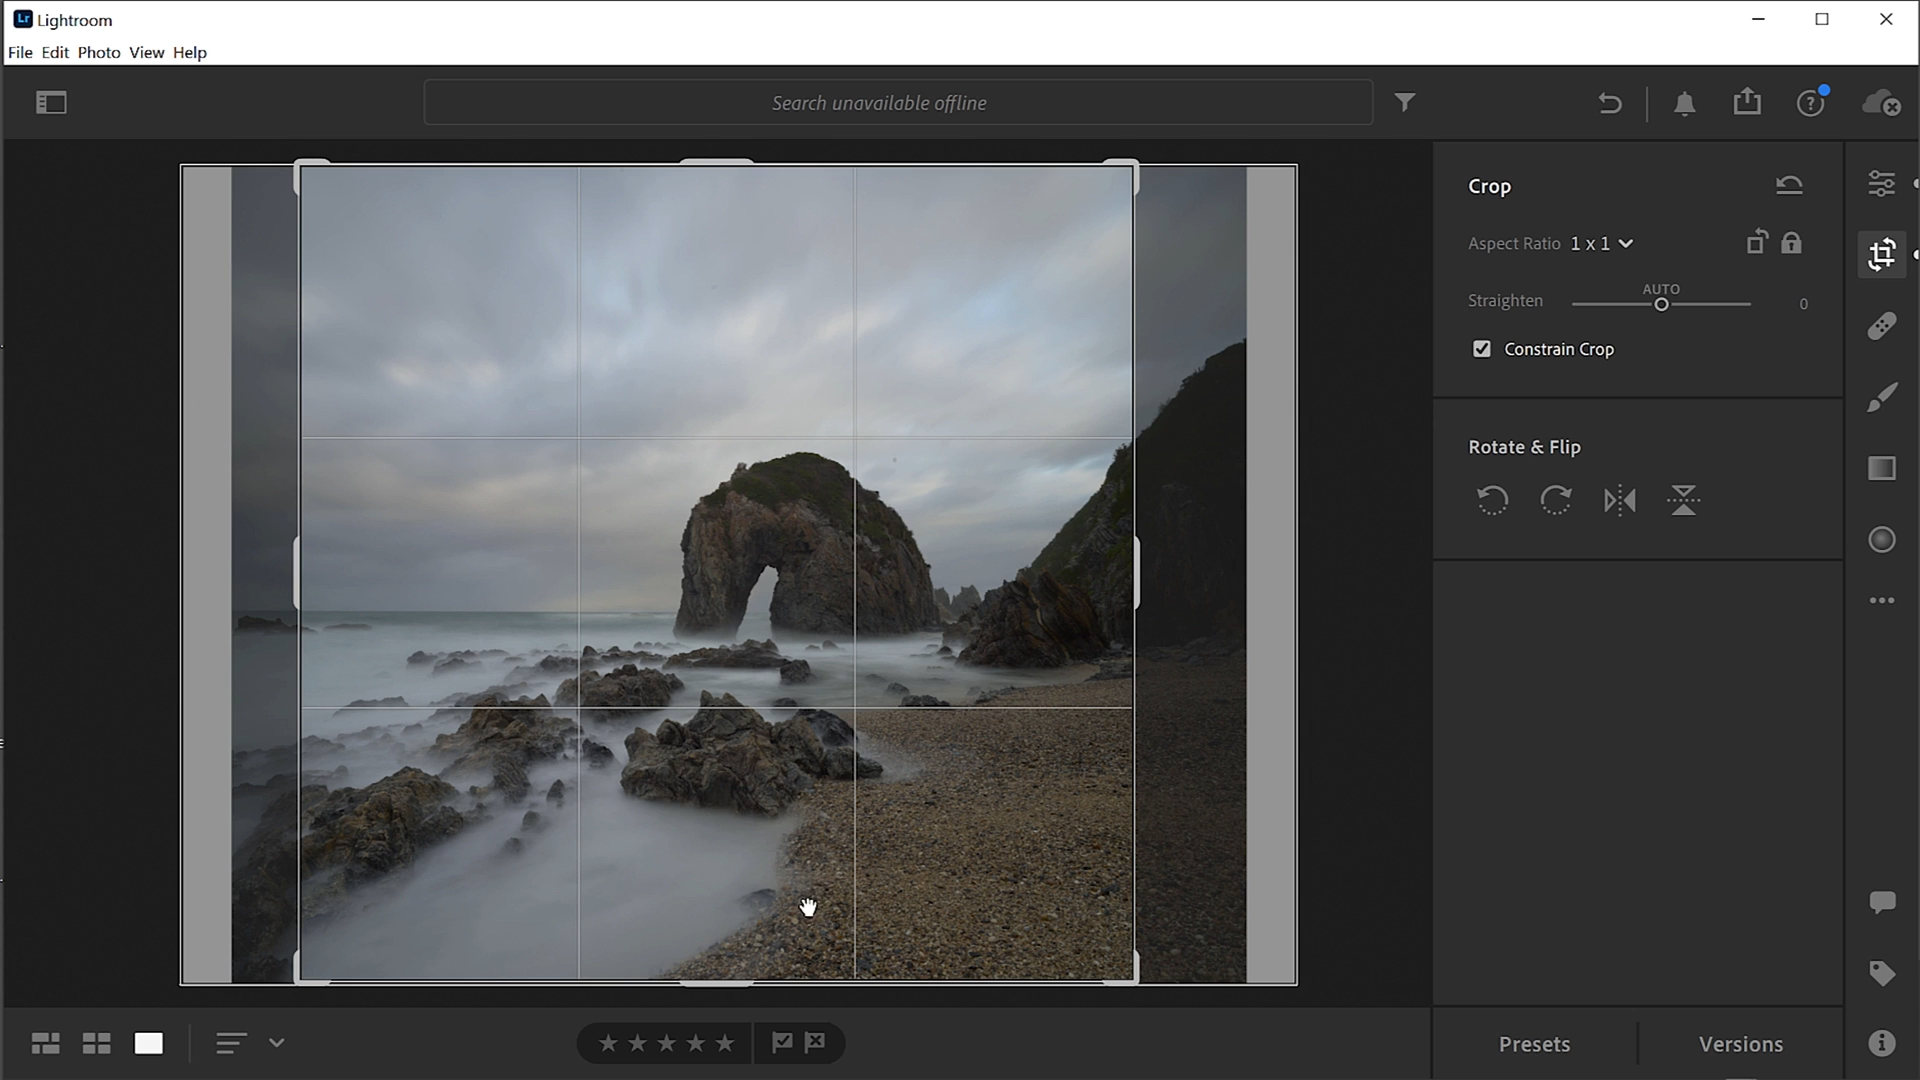 Lr Lightroom
File Edit Photo View Help
Search unavailable offline
Crop
Aspect Ratio 1 x 1
AUTO
Straighten 0
Constrain Crop
Rotate & Flip
Presets Versions